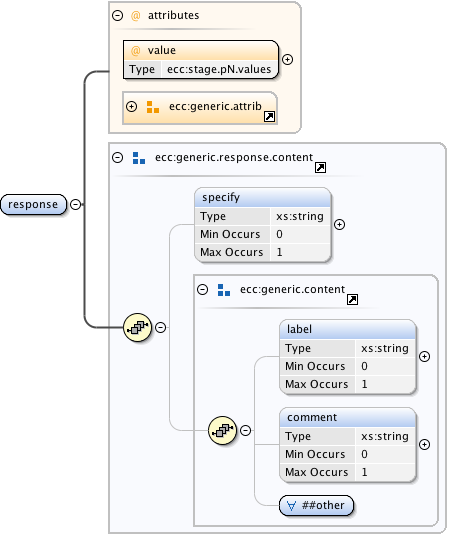 @ attributes
@ value
Type ecc:stage.pN.values
ecc:generic.attrib
response
ecc:generic.response.content
specify
Type xs:string
Min Occurs 0
Max Occurs 1
ecc:generic.content
label
Type xs:string
Min Occurs 0
Max Occurs 1
comment
Type xs:string
Min Occurs 0
Max Occurs 1
∀ ##other